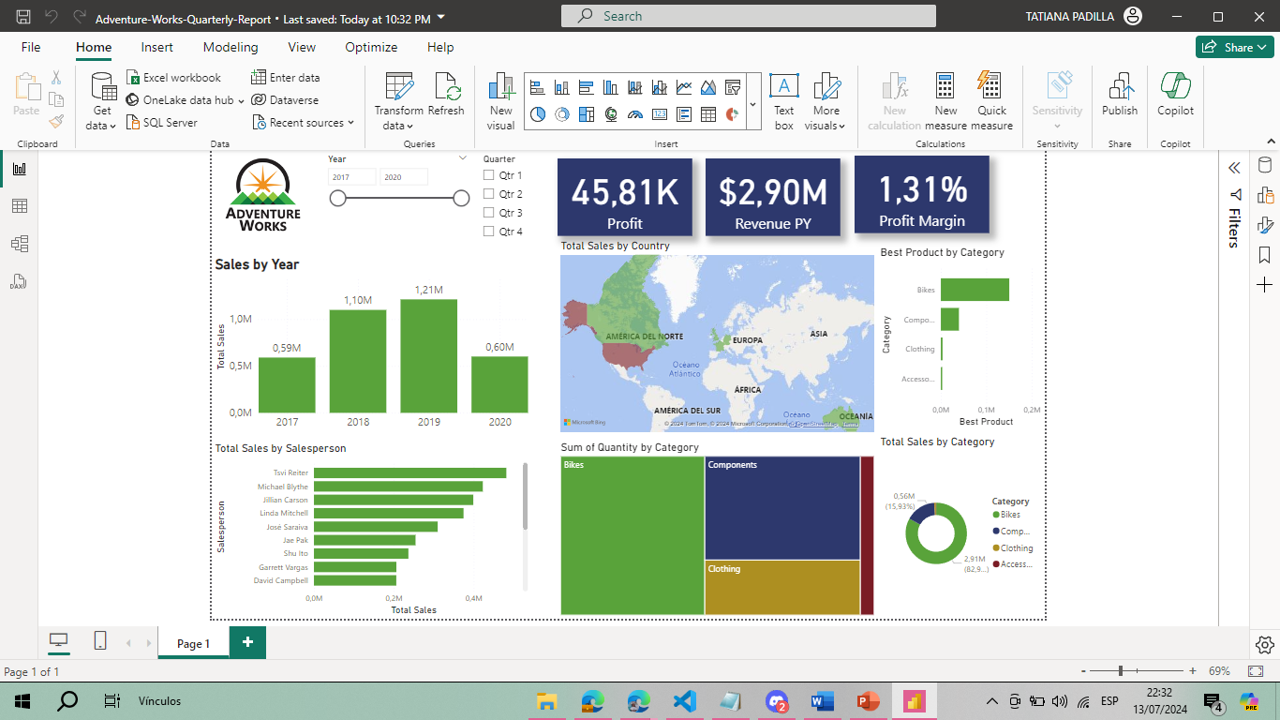 Adventure-Works-Quarterly-Report • Last saved: Today at 10:32 PM
Search
TATIANA PADILLA
File Home Insert Modeling View Optimize Help
Share
Paste
Get data
Excel workbook
OneLake data hub
SQL Server
Enter data
Dataverse
Recent sources
Transform data
Refresh
New visual
Text box
More visuals
New calculation
New measure
Quick measure
Sensitivity
Publish
Copilot
Clipboard Data Queries Insert Calculations Sensitivity Share Copilot
ADVENTURE
WORKS
Year
2017 2020
Quarter
Qtr 1
Qtr 2
Qtr 3
Qtr 4
45,81K
Profit
$2,90M
Revenue PY
1,31%
Profit Margin
Filters
Sales by Year
Total Sales
1,0M
0,5M
0,0M
0,59M
1,10M
1,21M
0,60M
2017 2018 2019 2020
Total Sales by Country
AMÉRICA DEL NORTE
EUROPA
ASIA
Océano
Atlántico
ÁFRICA
AMÉRICA DEL SUR
Océano
OCEANÍA
Microsoft Bing
© 2024 TomTom, © 2024 Microsoft Corporation, © OpenStreetMap Terms
Best Product by Category
Category
Bikes
Compo...
Clothing
Accesso...
0,0M 0,1M 0,2M
Best Product
Total Sales by Salesperson
Salesperson
Tsvi Reiter
Michael Blythe
Jillian Carson
Linda Mitchell
José Saraiva
Jae Pak
Shu Ito
Garrett Vargas
David Campbell
0,0M 0,2M 0,4M
Total Sales
Sum of Quantity by Category
Bikes
Components
Clothing
Total Sales by Category
0,56M
(15,93%)
2,91M
(82,9...)
Category
Bikes
Comp...
Clothing
Access...
Page 1
Page 1 of 1
69%
Vínculos
2
ESP
22:32
13/07/2024
4
PRE